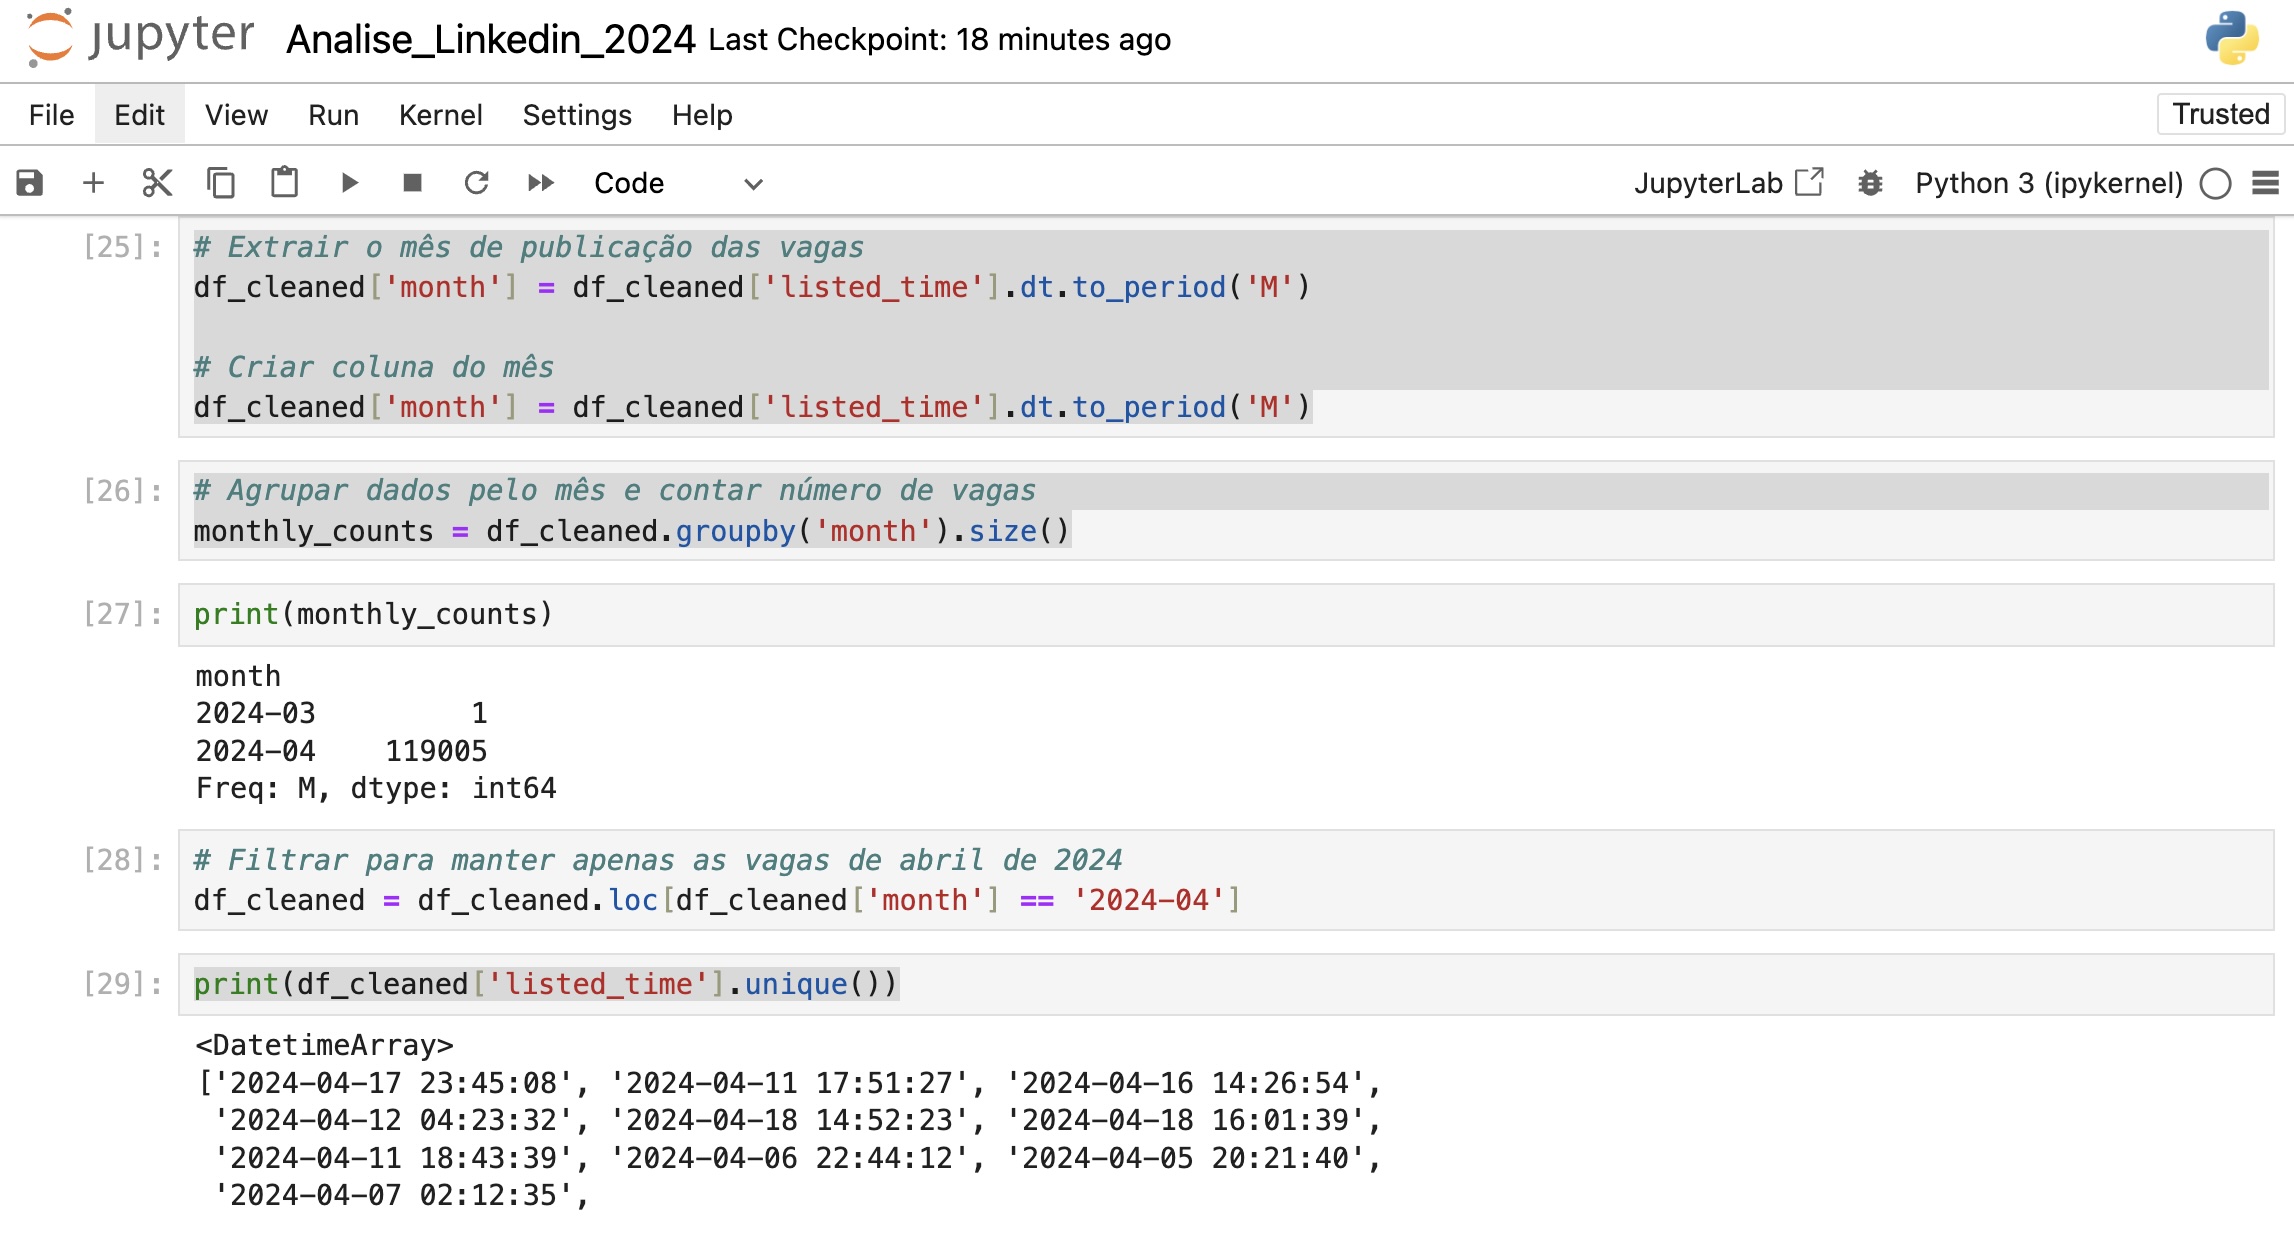 jupyter Analise_Linkedin_2024 Last Checkpoint: 18 minutes ago
File Edit View Run Kernel Settings Help Trusted
Code JupyterLab Python 3 (ipykernel)
[25]: # Extrair o mês de publicação das vagas
df_cleaned['month'] = df_cleaned['listed_time'].dt.to_period('M')
# Criar coluna do mês
df_cleaned['month'] = df_cleaned['listed_time'].dt.to_period('M')
[26]: # Agrupar dados pelo mês e contar número de vagas
monthly_counts = df_cleaned.groupby('month').size()
[27]: print(monthly_counts)
month
2024-03         1
2024-04    119005
Freq: M, dtype: int64
[28]: # Filtrar para manter apenas as vagas de abril de 2024
df_cleaned = df_cleaned.loc[df_cleaned['month'] == '2024-04']
[29]: print(df_cleaned['listed_time'].unique())
<DatetimeArray>
['2024-04-17 23:45:08', '2024-04-11 17:51:27', '2024-04-16 14:26:54',
'2024-04-12 04:23:32', '2024-04-18 14:52:23', '2024-04-18 16:01:39',
'2024-04-11 18:43:39', '2024-04-06 22:44:12', '2024-04-05 20:21:40',
'2024-04-07 02:12:35',